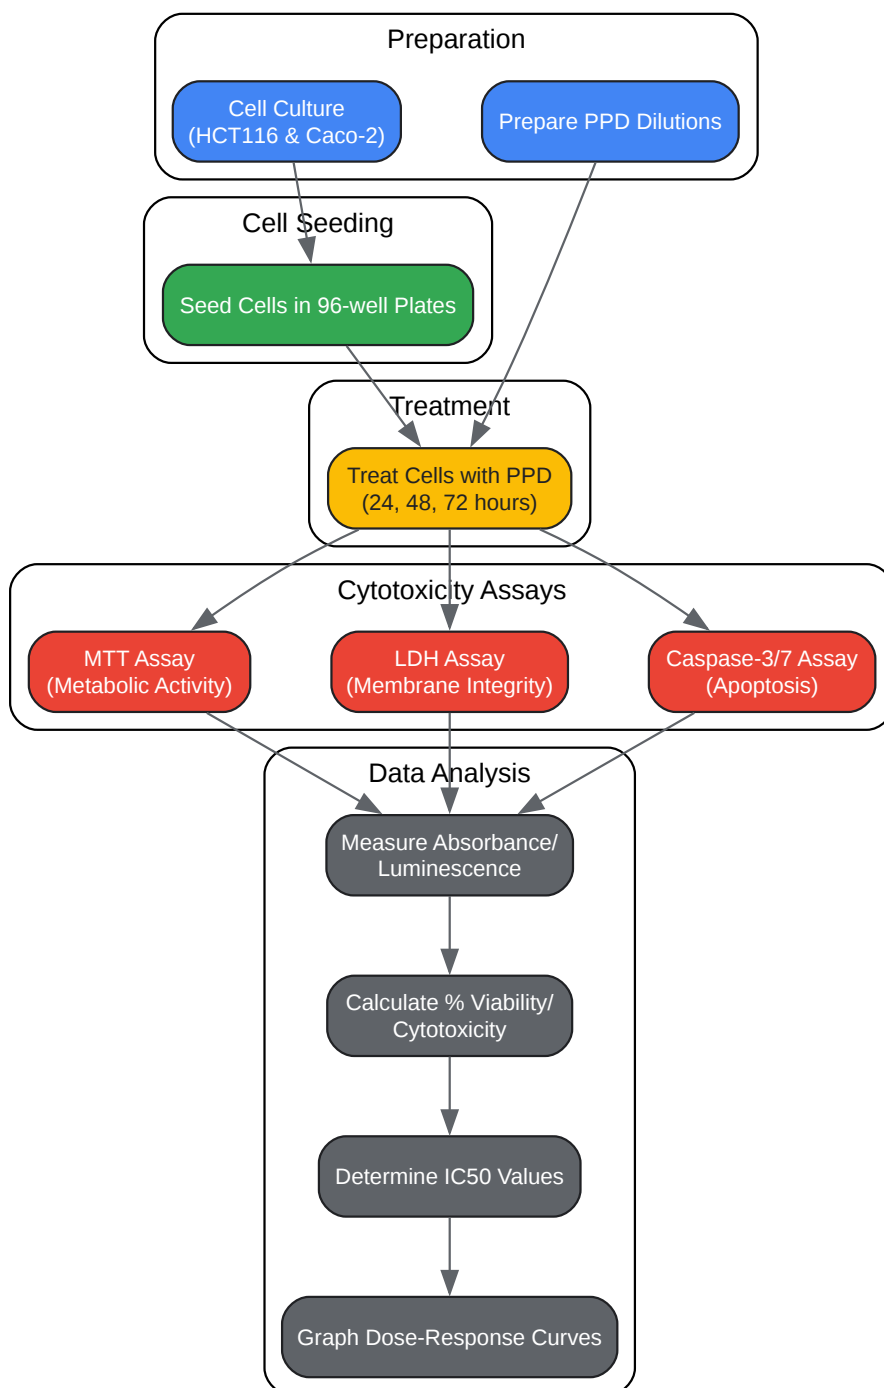 Preparation
Cell Culture
(HCT116 & Caco-2)
Prepare PPD Dilutions
Cell Seeding
Seed Cells in 96-well Plates
Treatment
Treat Cells with PPD
(24, 48, 72 hours)
Cytotoxicity Assays
MTT Assay
(Metabolic Activity)
LDH Assay
(Membrane Integrity)
Caspase-3/7 Assay
(Apoptosis)
Data Analysis
Measure Absorbance/
Luminescence
Calculate % Viability/
Cytotoxicity
Determine IC50 Values
Graph Dose-Response Curves